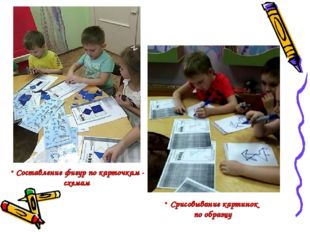 * Составление фигур по карточкам -
схемам
* Срисовывание картинок
по образцу